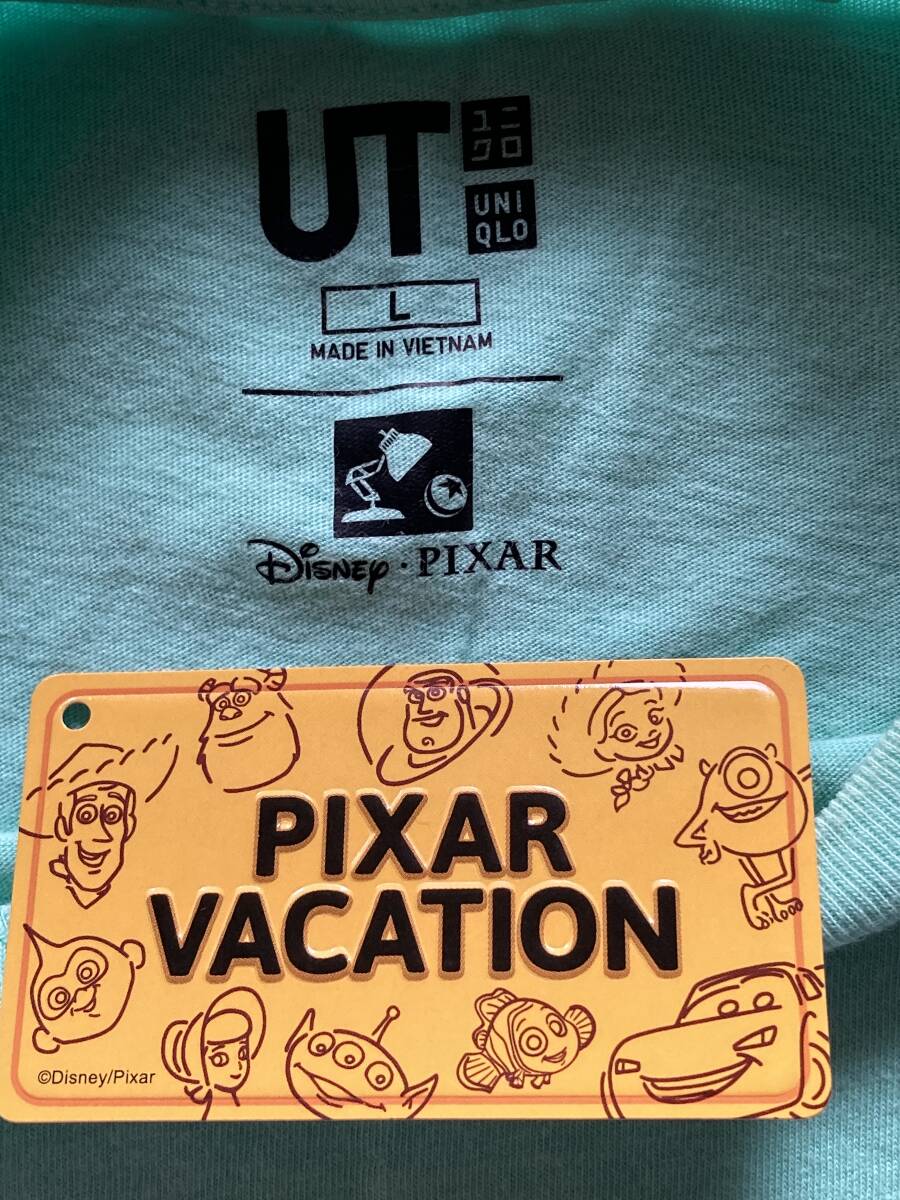 UT
ユニ
クロ
UNI
QLO
L
MADE IN VIETNAM
Disney · PIXAR
PIXAR
VACATION
©Disney/Pixar